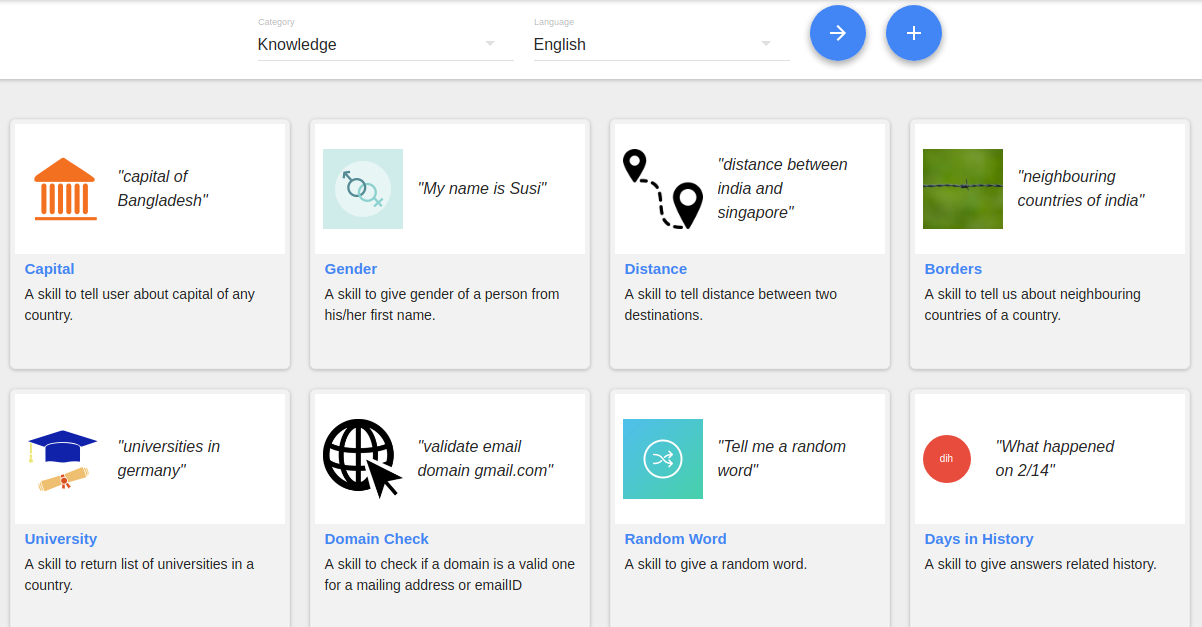 Category
Language
Knowledge
English
"capital of
Bangladesh"
Capital
A skill to tell user about capital of any
country.
"My name is Susi"
Gender
A skill to give gender of a person from
his/her first name.
"distance between
india and
singapore"
Distance
A skill to tell distance between two
destinations.
"neighbouring
countries of india"
Borders
A skill to tell us about neighbouring
countries of a country.
"universities in
germany"
University
A skill to return list of universities in a
country.
"validate email
domain gmail.com"
Domain Check
A skill to check if a domain is a valid one
for a mailing address or emailID
"Tell me a random
word"
Random Word
A skill to give a random word.
dih
"What happened
on 2/14"
Days in History
A skill to give answers related history.